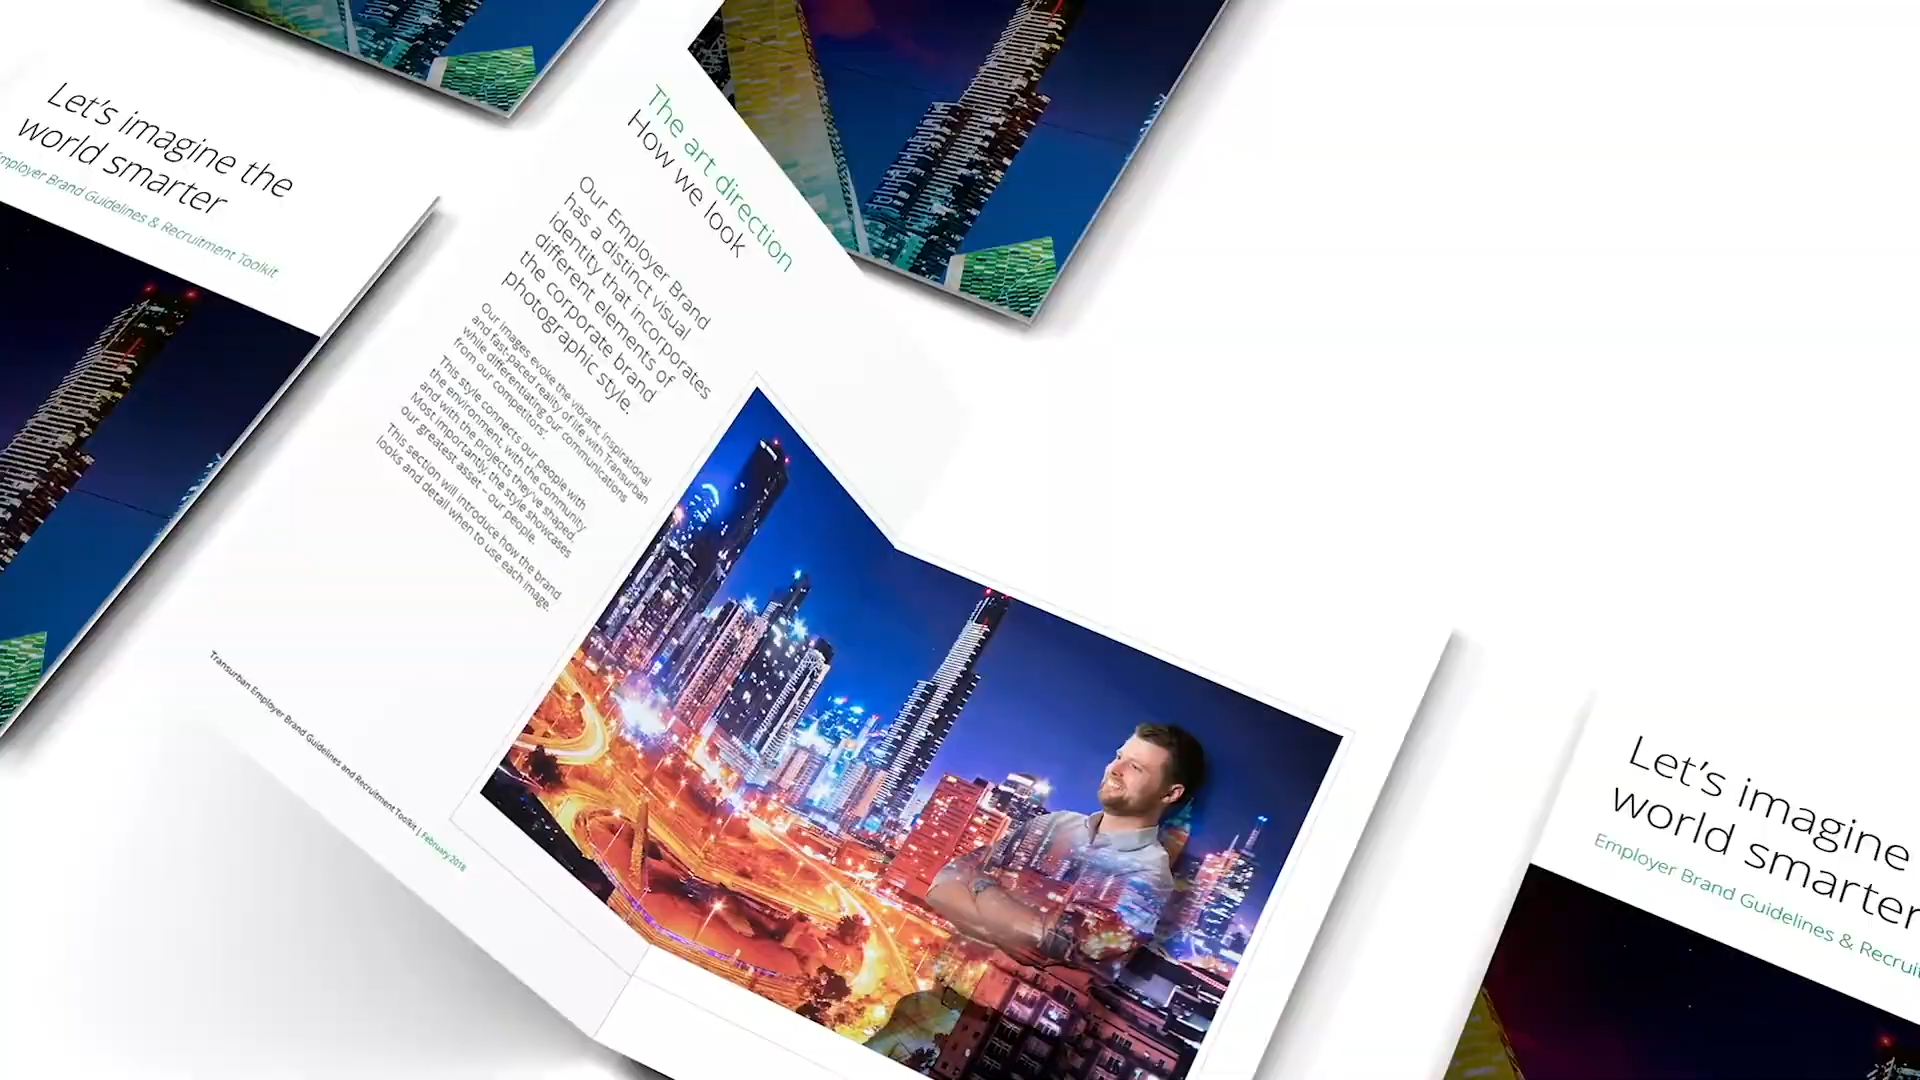 Let's imagine the
world smarter
Employer Brand Guidelines & Recruitment Toolkit
The art direction
How we look
Our Employer Brand
has a distinct visual
identity that incorporates
different elements of
the corporate brand
photographic style.
Our images evoke the vibrant, inspirational
and fast-paced reality of life with Transurban
while differentiating our communications
from our competitors'.
This style connects our people with
the environment, with the community
and with the projects they've shaped.
Most importantly, the style showcases
our greatest asset – our people.
This section will introduce how the brand
looks and detail when to use each image.
Transurban Employer Brand Guidelines and Recruitment Toolkit | February 2018
Let's imagine
world smarter
Employer Brand Guidelines & Recruit